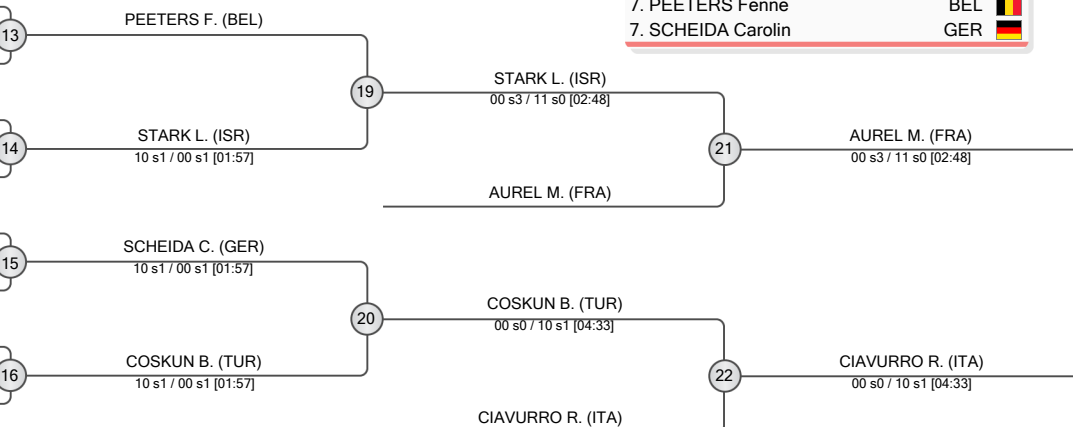 7. PEETERS Fenne BEL
7. SCHEIDA Carolin GER
PEETERS F. (BEL)
13
19
STARK L. (ISR)
00 s3 / 11 s0 [02:48]
14
STARK L. (ISR)
10 s1 / 00 s1 [01:57]
21
AUREL M. (FRA)
00 s3 / 11 s0 [02:48]
AUREL M. (FRA)
15
SCHEIDA C. (GER)
10 s1 / 00 s1 [01:57]
20
COSKUN B. (TUR)
00 s0 / 10 s1 [04:33]
16
COSKUN B. (TUR)
10 s1 / 00 s1 [01:57]
22
CIAVURRO R. (ITA)
00 s0 / 10 s1 [04:33]
CIAVURRO R. (ITA)